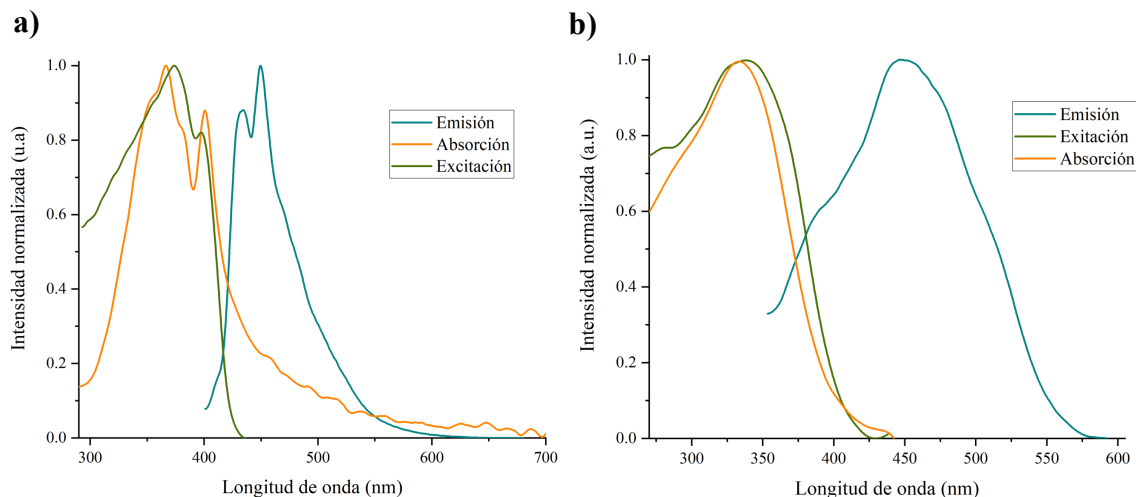 a)
Intensidad normalizada (u.a)
1.0
0.8
0.6
0.4
0.2
0.0
300
400
500
600
700
Longitud de onda (nm)
Emisión
Absorción
Excitación
b)
Intensidad normalizada (a.u.)
1.0
0.8
0.6
0.4
0.2
0.0
300
350
400
450
500
550
600
Longitud de onda (nm)
Emisión
Exitación
Absorción